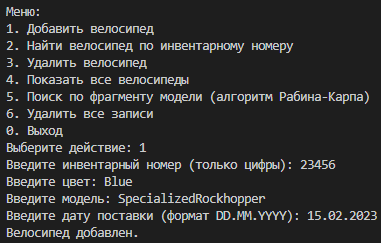 Меню:
1. Добавить велосипед
2. Найти велосипед по инвентарному номеру
3. Удалить велосипед
4. Показать все велосипеды
5. Поиск по фрагменту модели (алгоритм Рабина-Карпа)
6. Удалить все записи
0. Выход
Выберите действие: 1
Введите инвентарный номер (только цифры): 23456
Введите цвет: Blue
Введите модель: SpecializedRockhopper
Введите дату поставки (формат DD.MM.YYYY): 15.02.2023
Велосипед добавлен.